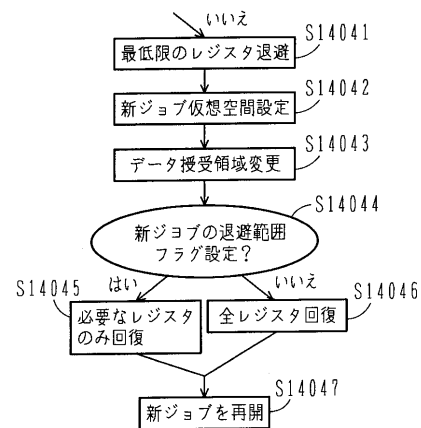 いいえ
S14041
最低限のレジスタ退避
S14042
新ジョブ仮想空間設定
S14043
データ授受領域変更
S14044
新ジョブの退避範囲
フラグ設定?
はい
いいえ
S14045
必要なレジスタ
のみ回復
S14046
全レジスタ回復
S14047
新ジョブを再開